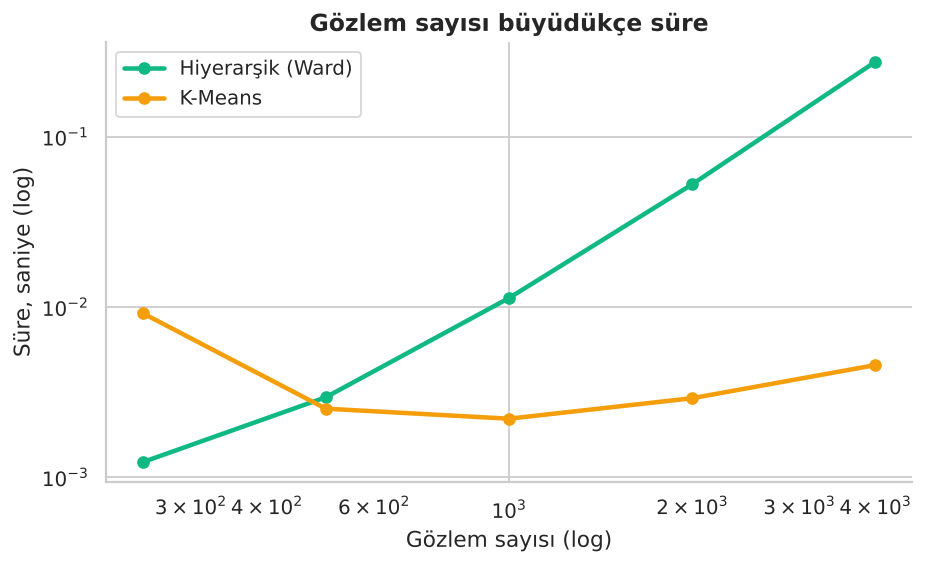 Gözlem sayısı büyüdükçe süre
Hiyerarşik (Ward)
K-Means
Süre, saniye (log)
10⁻¹
10⁻²
10⁻³
3 × 10² 4 × 10² 6 × 10² 10³ 2 × 10³ 3 × 10³ 4 × 10³
Gözlem sayısı (log)